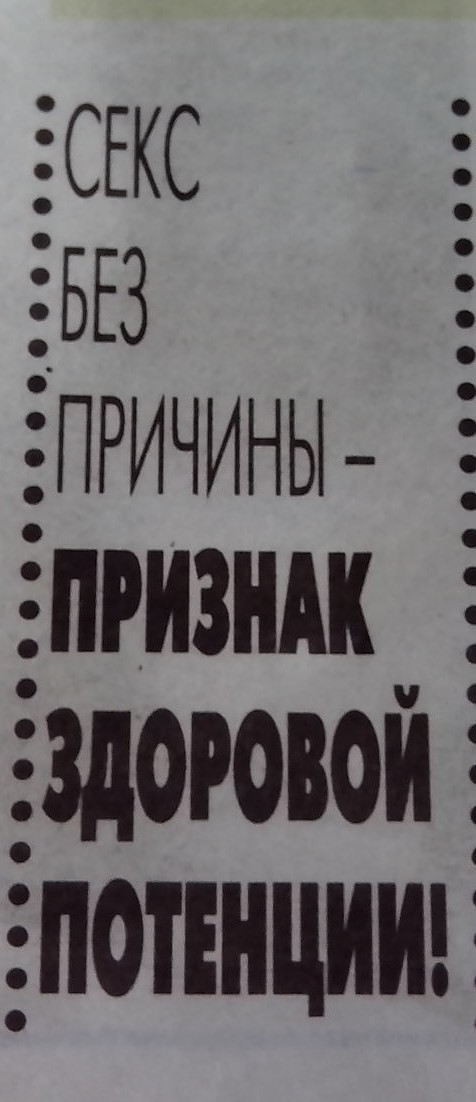 СЕКС
БЕЗ
ПРИЧИНЫ –
ПРИЗНАК
ЗДОРОВОЙ
ПОТЕНЦИИ!